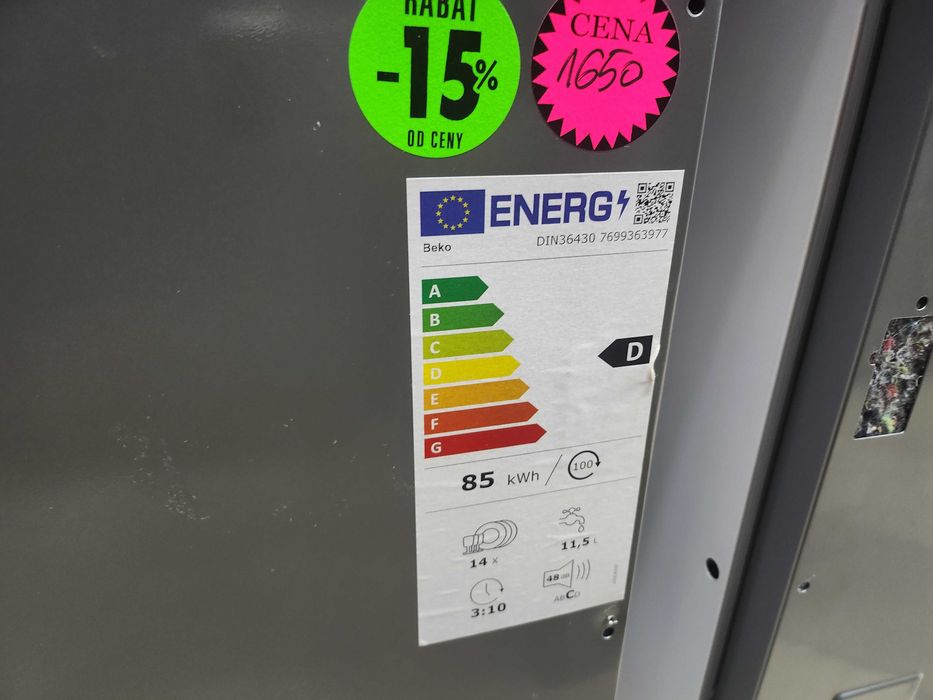 RABAT
-15%
OD CENY
CENA
1650
ENERG
Beko
DIN36430 7699363977
A
B
C
D
E
F
G
D
85 kWh / 100
14 x
11,5 L
3:10
48 dB
ABCD